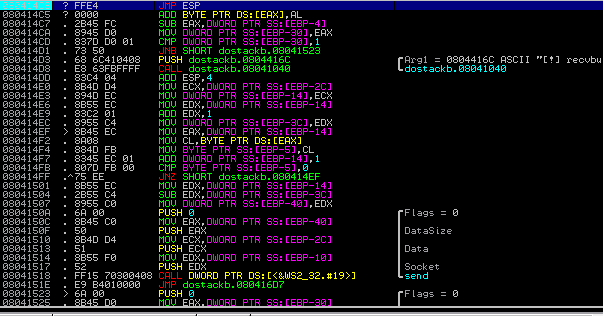 080414C3 ? FFE4 JMP ESP
080414C5 ? 0000 ADD BYTE PTR DS:[EAX],AL
080414C7 . 2B45 FC SUB EAX,DWORD PTR SS:[EBP-4]
080414CA . 8945 D0 MOV DWORD PTR SS:[EBP-30],EAX
080414CD . 837D D0 01 CMP DWORD PTR SS:[EBP-30],1
080414D1 . 73 50 JNB SHORT dostackb.08041523
080414D3 . 68 6C410408 PUSH dostackb.0804416C Arg1 = 0804416C ASCII "[†] recvbu
080414D8 . E8 63FBFFFF CALL dostackb.08041040 dostackb.08041040
080414DD . 83C4 04 ADD ESP,4
080414E0 . 8B4D D4 MOV ECX,DWORD PTR SS:[EBP-2C]
080414E3 . 894D EC MOV DWORD PTR SS:[EBP-14],ECX
080414E6 . 8B55 EC MOV EDX,DWORD PTR SS:[EBP-14]
080414E9 . 83C2 01 ADD EDX,1
080414EC . 8955 C4 MOV DWORD PTR SS:[EBP-3C],EDX
080414EF > 8B45 EC MOV EAX,DWORD PTR SS:[EBP-14]
080414F2 . 8A08 MOV CL,BYTE PTR DS:[EAX]
080414F4 . 884D FB MOV BYTE PTR SS:[EBP-5],CL
080414F7 . 8345 EC 01 ADD DWORD PTR SS:[EBP-14],1
080414FB . 807D FB 00 CMP BYTE PTR SS:[EBP-5],0
080414FF .^75 EE JNZ SHORT dostackb.080414EF
08041501 . 8B55 EC MOV EDX,DWORD PTR SS:[EBP-14]
08041504 . 2B55 C4 SUB EDX,DWORD PTR SS:[EBP-3C]
08041507 . 8955 C0 MOV DWORD PTR SS:[EBP-40],EDX
0804150A . 6A 00 PUSH 0 Flags = 0
0804150C . 8B45 C0 MOV EAX,DWORD PTR SS:[EBP-40]
0804150F . 50 PUSH EAX DataSize
08041510 . 8B4D D4 MOV ECX,DWORD PTR SS:[EBP-2C]
08041513 . 51 PUSH ECX Data
08041514 . 8B55 F0 MOV EDX,DWORD PTR SS:[EBP-10]
08041517 . 52 PUSH EDX Socket
08041518 . FF15 70300408 CALL DWORD PTR DS:[<&WS2_32.#19>] send
0804151E . E9 B4010000 JMP dostackb.080416D7
08041523 > 6A 00 PUSH 0 Flags = 0
08041525 . 8B45 D0 MOV EAX,DWORD PTR SS:[EBP-30]